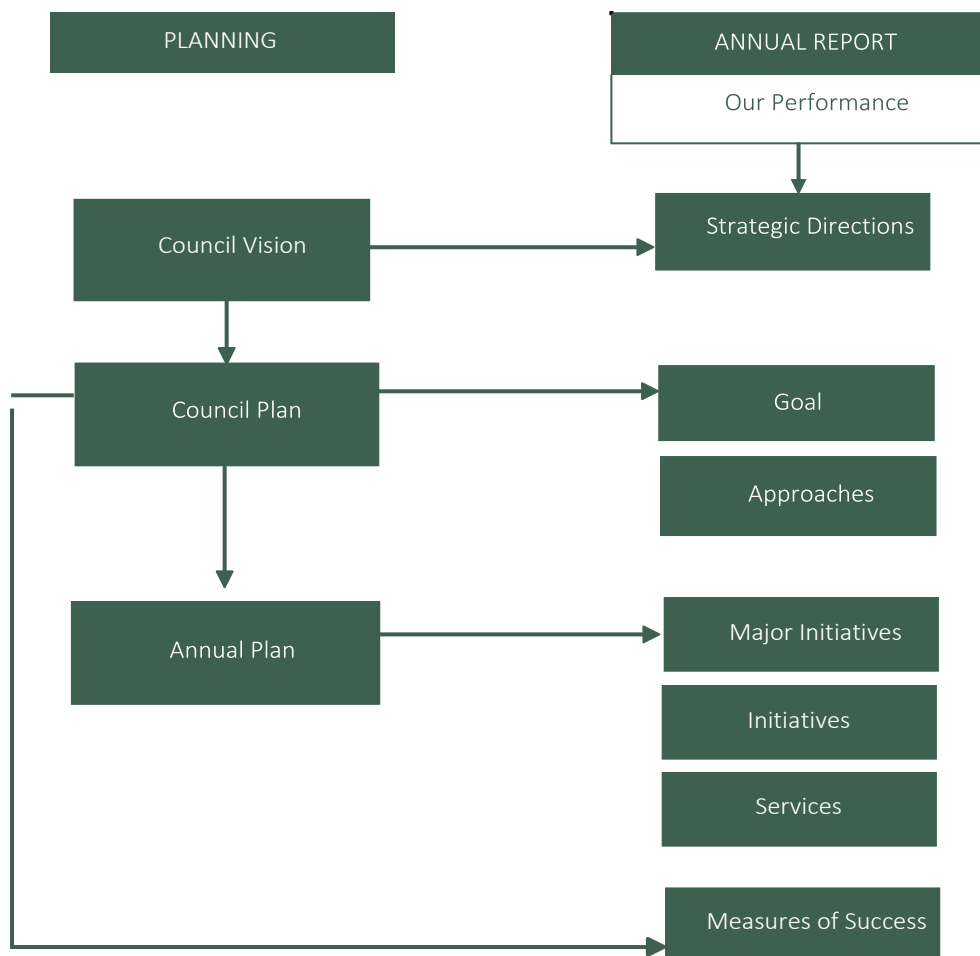 PLANNING
ANNUAL REPORT
Our Performance
Council Vision
Strategic Directions
Council Plan
Goal
Approaches
Annual Plan
Major Initiatives
Initiatives
Services
Measures of Success